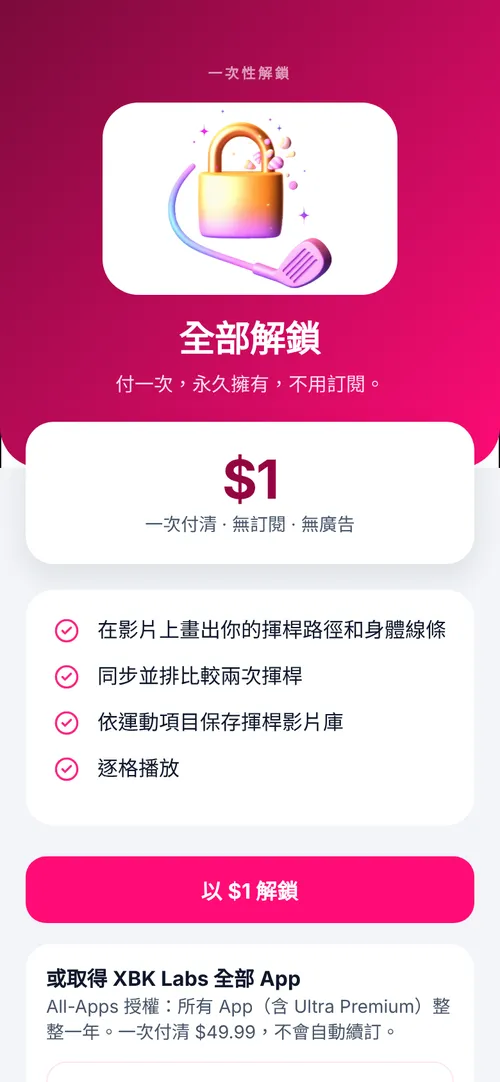 一次性解鎖
全部解鎖
付一次，永久擁有，不用訂閱。
$1
一次付清 · 無訂閱 · 無廣告
在影片上畫出你的揮桿路徑和身體線條
同步並排比較兩次揮桿
依運動項目保存揮桿影片庫
逐格播放
以 $1 解鎖
或取得 XBK Labs 全部 App
All-Apps 授權：所有 App（含 Ultra Premium）整
整一年。一次付清 $49.99，不會自動續訂。